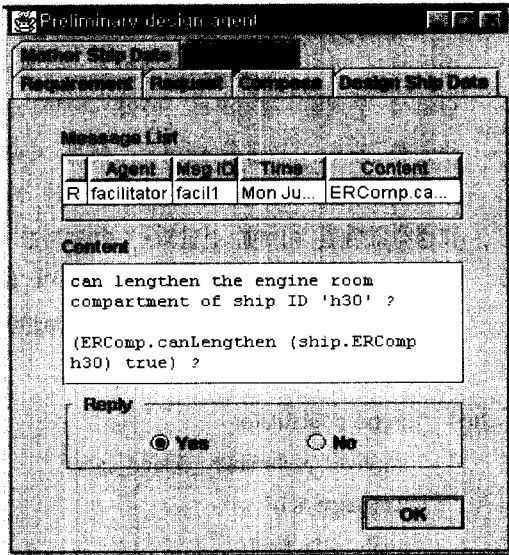 Preliminary design agent
Mother Ship Data
Requirement Request Compose Design Ship Data
Message List
Agent Msg ID Time Content
R facilitator facil1 Mon Ju... ERComp.ca...
Content
can lengthen the engine room
compartment of ship ID 'h30' ?
(ERComp.canLengthen (ship.ERComp
h30) true) ?
Reply
Yes No
OK